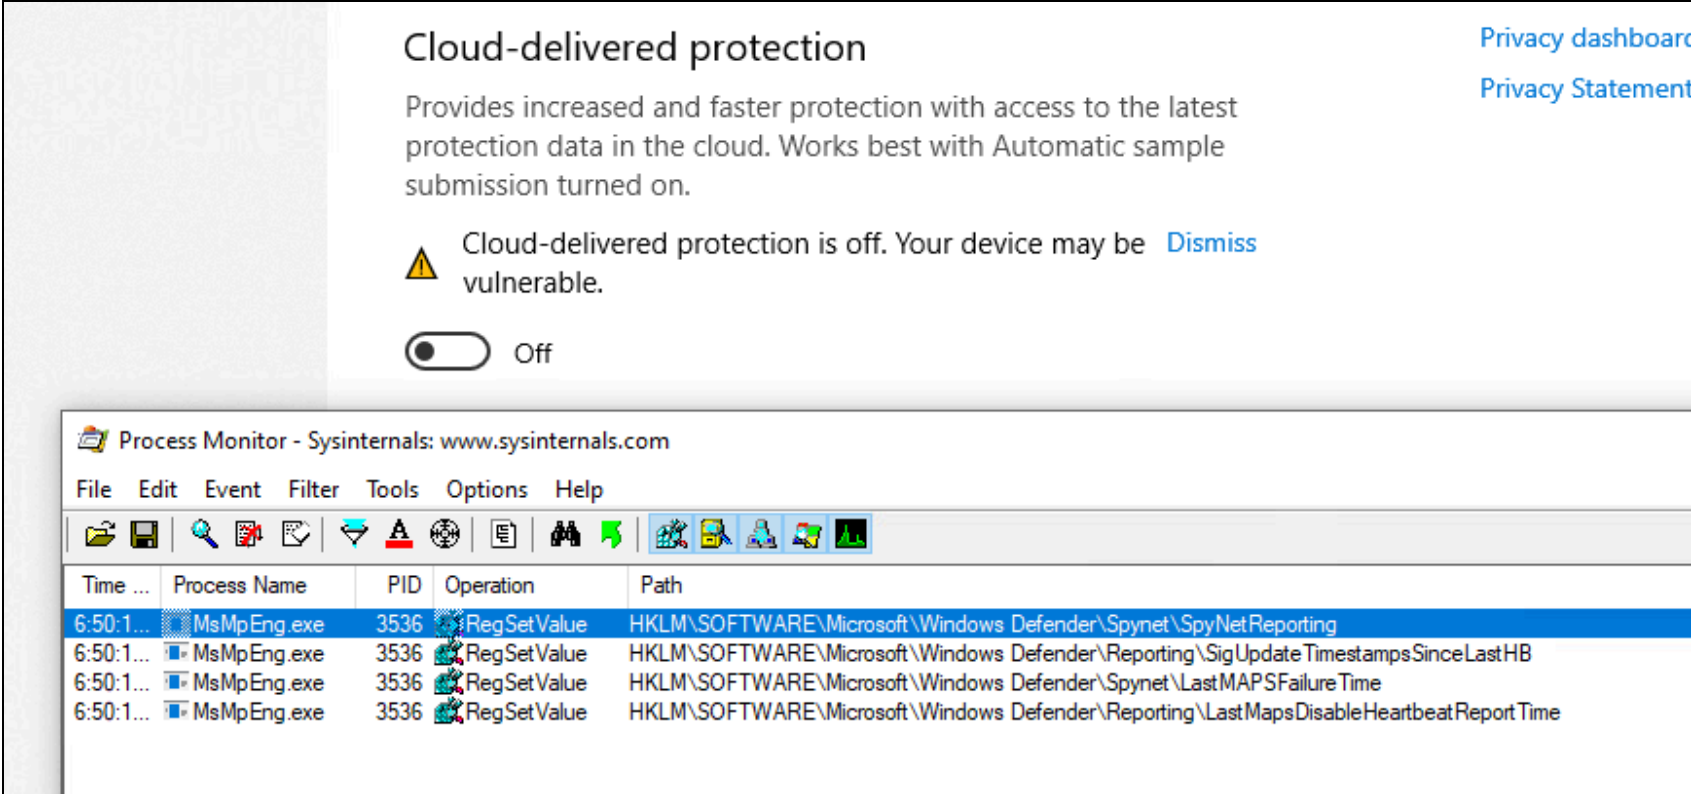 Cloud-delivered protection
Privacy dashboard
Provides increased and faster protection with access to the latest
Privacy Statement
protection data in the cloud. Works best with Automatic sample
submission turned on.
Cloud-delivered protection is off. Your device may be Dismiss
vulnerable.
Off
Process Monitor - Sysinternals: www.sysinternals.com
File Edit Event Filter Tools Options Help
Time ... Process Name PID Operation Path
6:50:1... MsMpEng.exe 3536 RegSetValue HKLM\SOFTWARE\Microsoft\Windows Defender\Spynet\SpyNetReporting
6:50:1... MsMpEng.exe 3536 RegSetValue HKLM\SOFTWARE\Microsoft\Windows Defender\Reporting\SigUpdateTimestampsSinceLastHB
6:50:1... MsMpEng.exe 3536 RegSetValue HKLM\SOFTWARE\Microsoft\Windows Defender\Spynet\LastMAPSFailureTime
6:50:1... MsMpEng.exe 3536 RegSetValue HKLM\SOFTWARE\Microsoft\Windows Defender\Reporting\LastMapsDisableHeartbeatReportTime